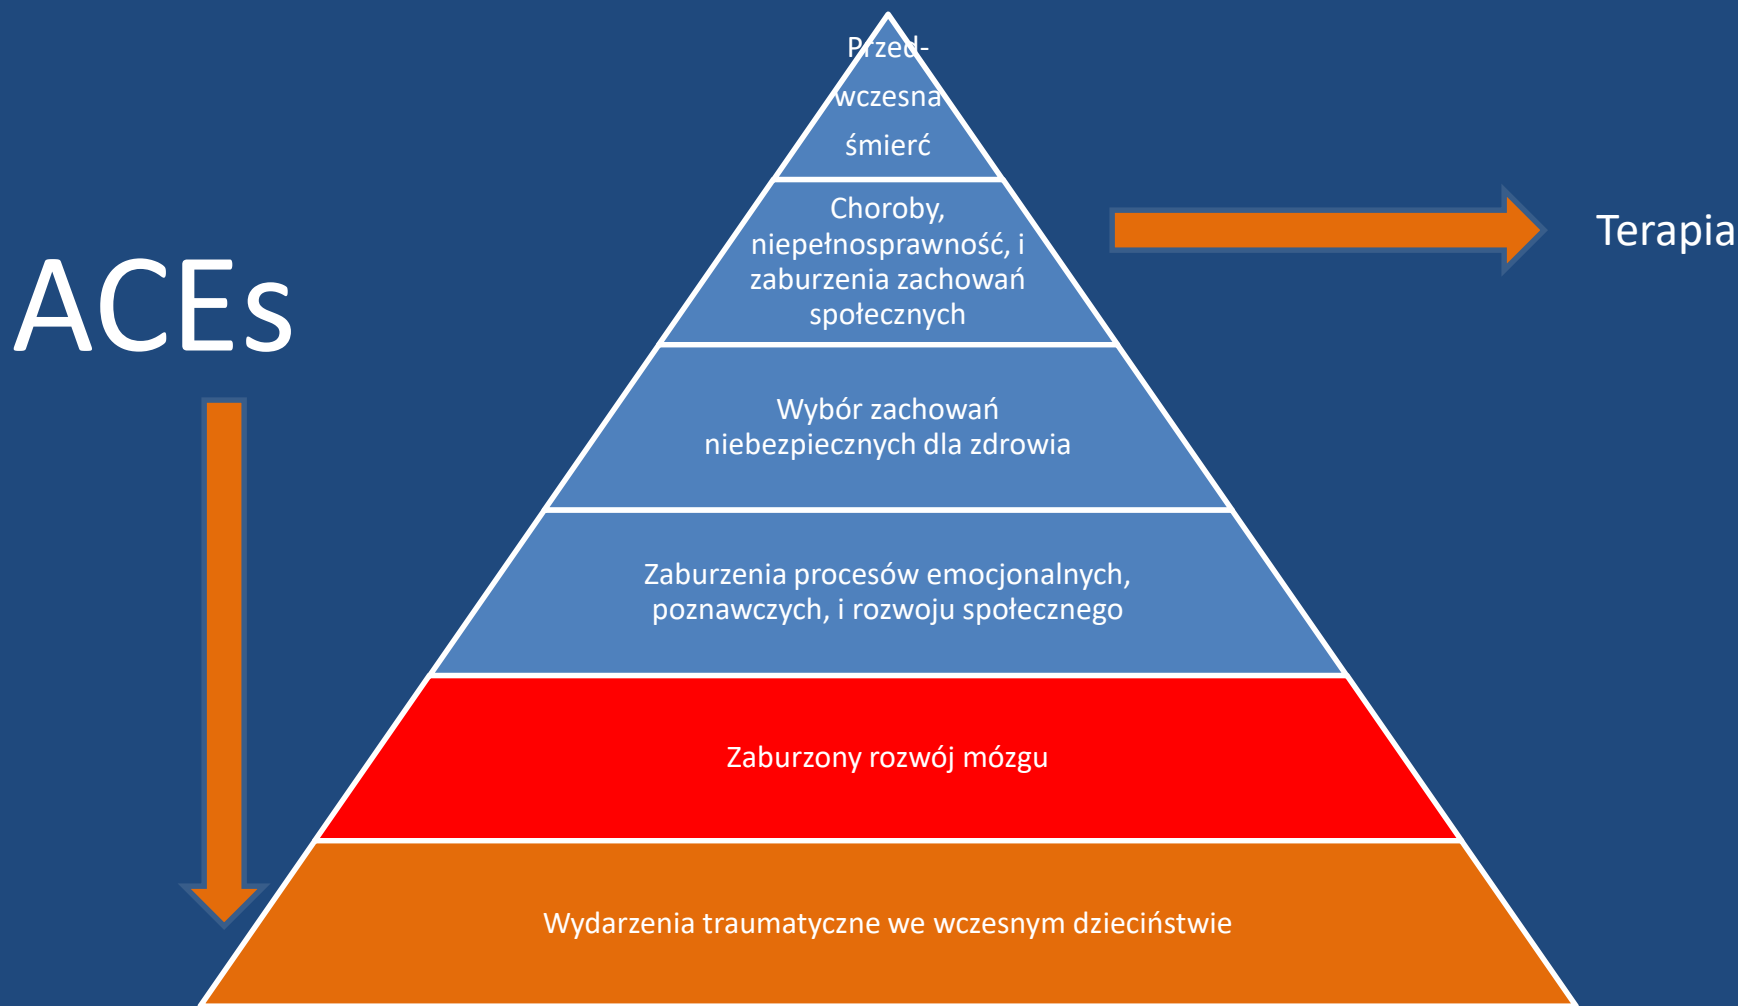 Przed-
wczesna
śmierć
Choroby,
niepełnosprawność, i
zaburzenia zachowań
społecznych
Terapia
ACEs
Wybór zachowań
niebezpiecznych dla zdrowia
Zaburzenia procesów emocjonalnych,
poznawczych, i rozwoju społecznego
Zaburzony rozwój mózgu
Wydarzenia traumatyczne we wczesnym dzieciństwie